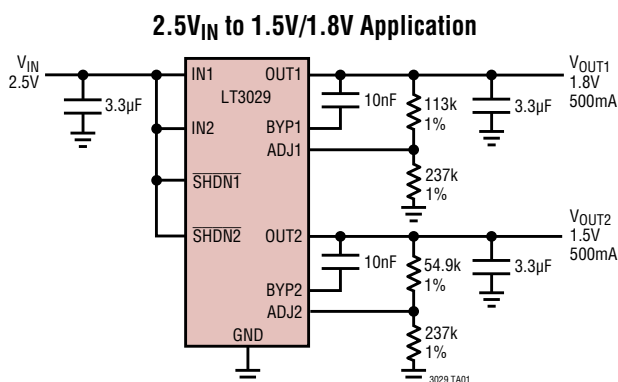 2.5VIN to 1.5V/1.8V Application
VIN
2.5V
3.3µF
IN1
OUT1
LT3029
IN2
BYP1
ADJ1
SHDN1
SHDN2
OUT2
BYP2
ADJ2
GND
10nF
113k
1%
237k
1%
3.3µF
VOUT1
1.8V
500mA
10nF
54.9k
1%
237k
1%
3.3µF
VOUT2
1.5V
500mA
3029 TA01